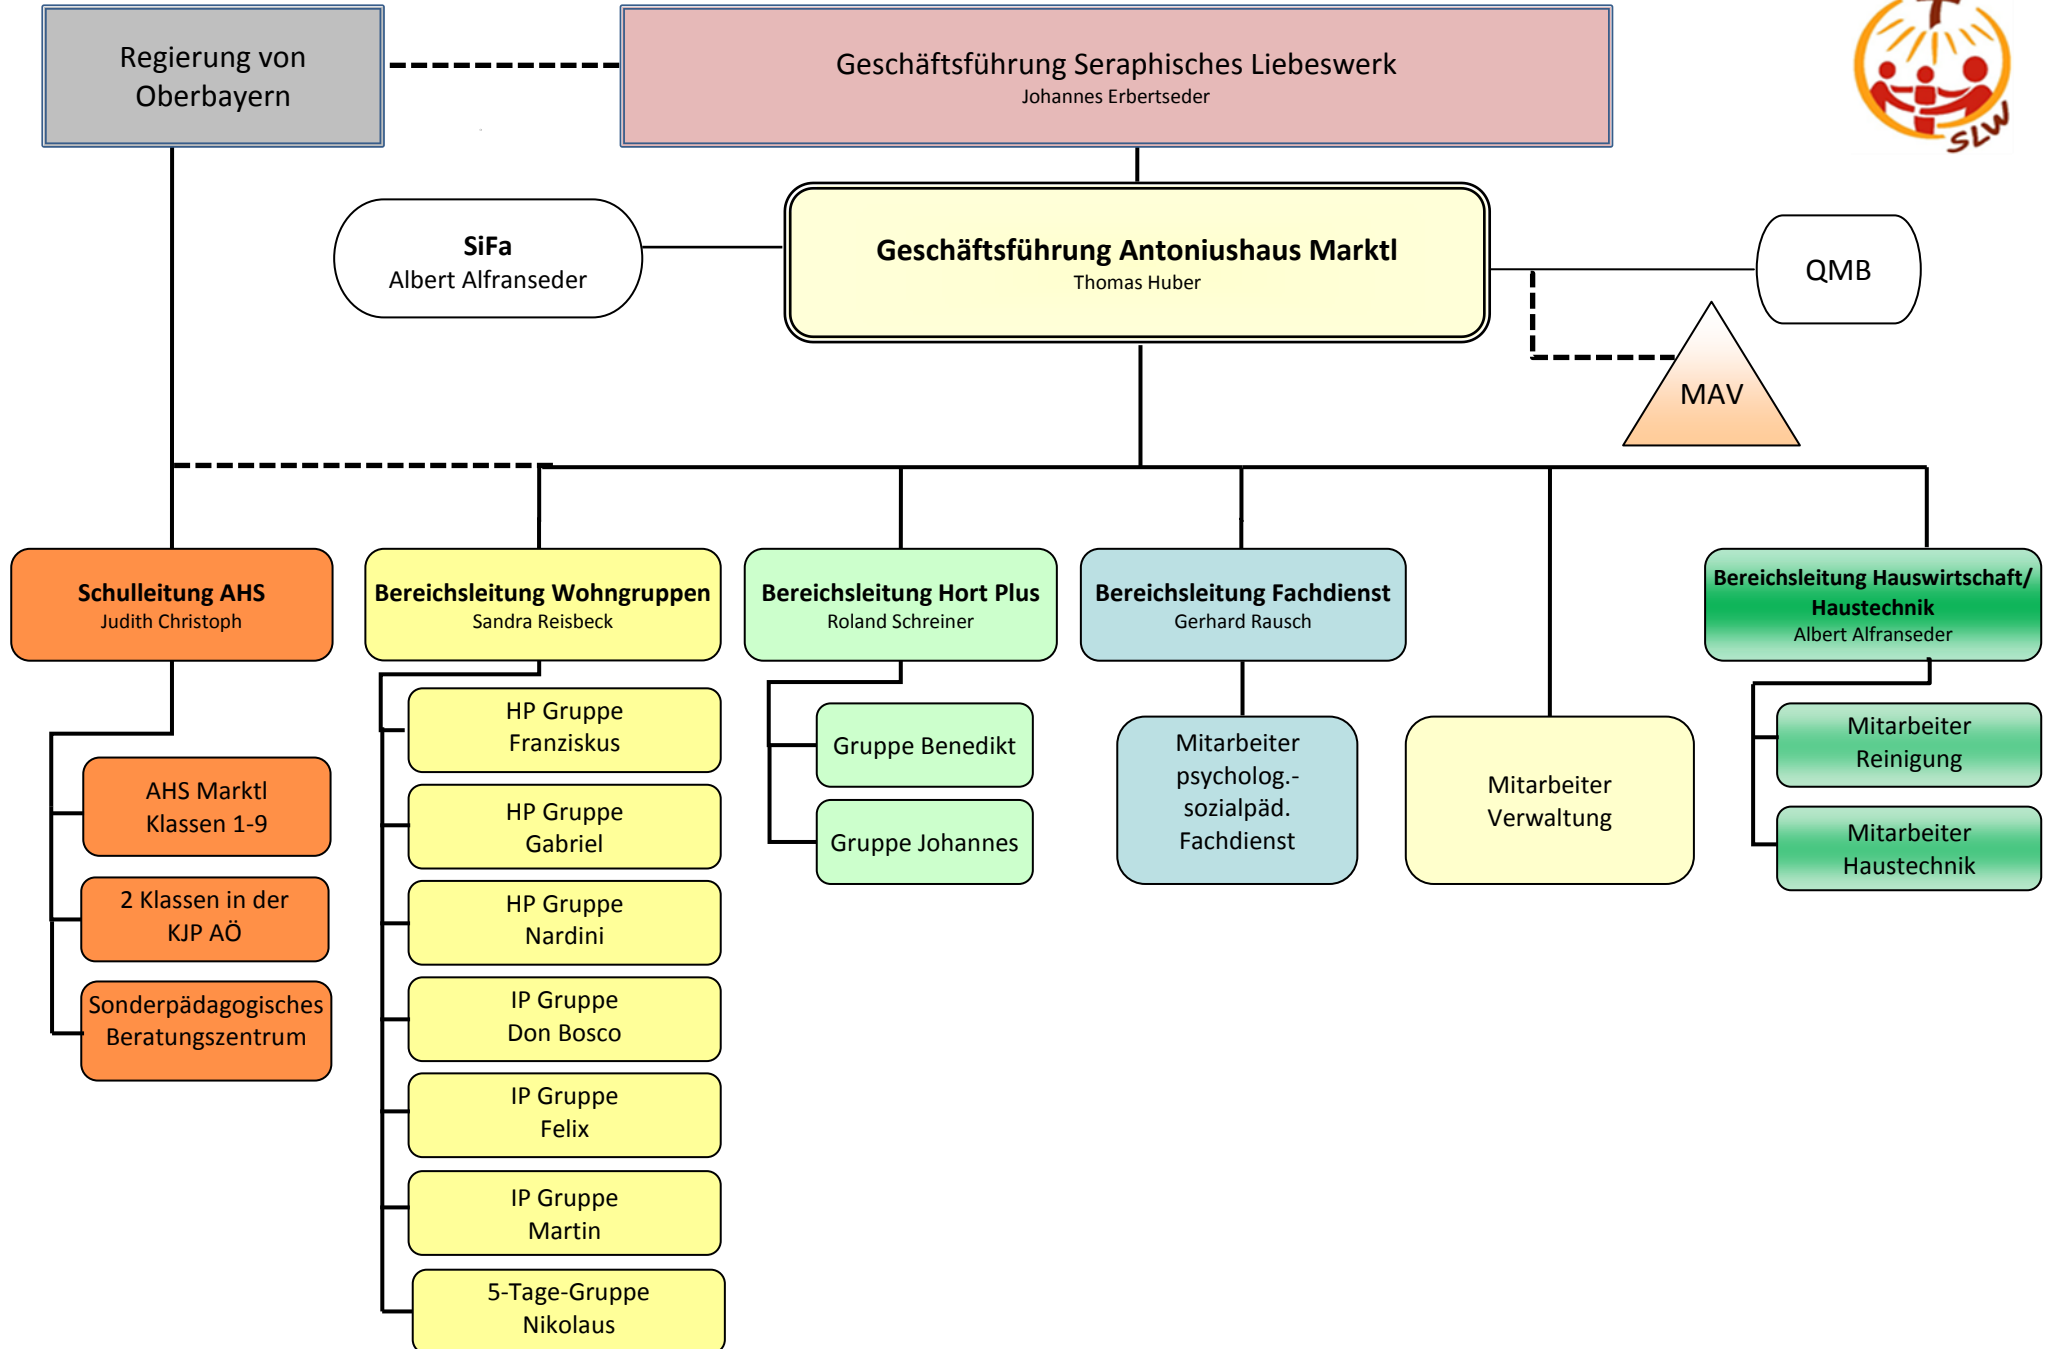 Regierung von
Oberbayern
Geschäftsführung Seraphisches Liebeswerk
Johannes Erbertseder
SLW
SiFa
Albert Alfranseder
Geschäftsführung Antoniushaus Marktl
Thomas Huber
QMB
MAV
Schulleitung AHS
Judith Christoph
AHS Marktl
Klassen 1-9
2 Klassen in der
KJP AÖ
Sonderpädagogisches
Beratungszentrum
Bereichsleitung Wohngruppen
Sandra Reisbeck
HP Gruppe
Franziskus
HP Gruppe
Gabriel
HP Gruppe
Nardini
IP Gruppe
Don Bosco
IP Gruppe
Felix
IP Gruppe
Martin
5-Tage-Gruppe
Nikolaus
Bereichsleitung Hort Plus
Roland Schreiner
Gruppe Benedikt
Gruppe Johannes
Bereichsleitung Fachdienst
Gerhard Rausch
Mitarbeiter
psycholog.-
sozialpäd.
Fachdienst
Mitarbeiter
Verwaltung
Bereichsleitung Hauswirtschaft/
Haustechnik
Albert Alfranseder
Mitarbeiter
Reinigung
Mitarbeiter
Haustechnik